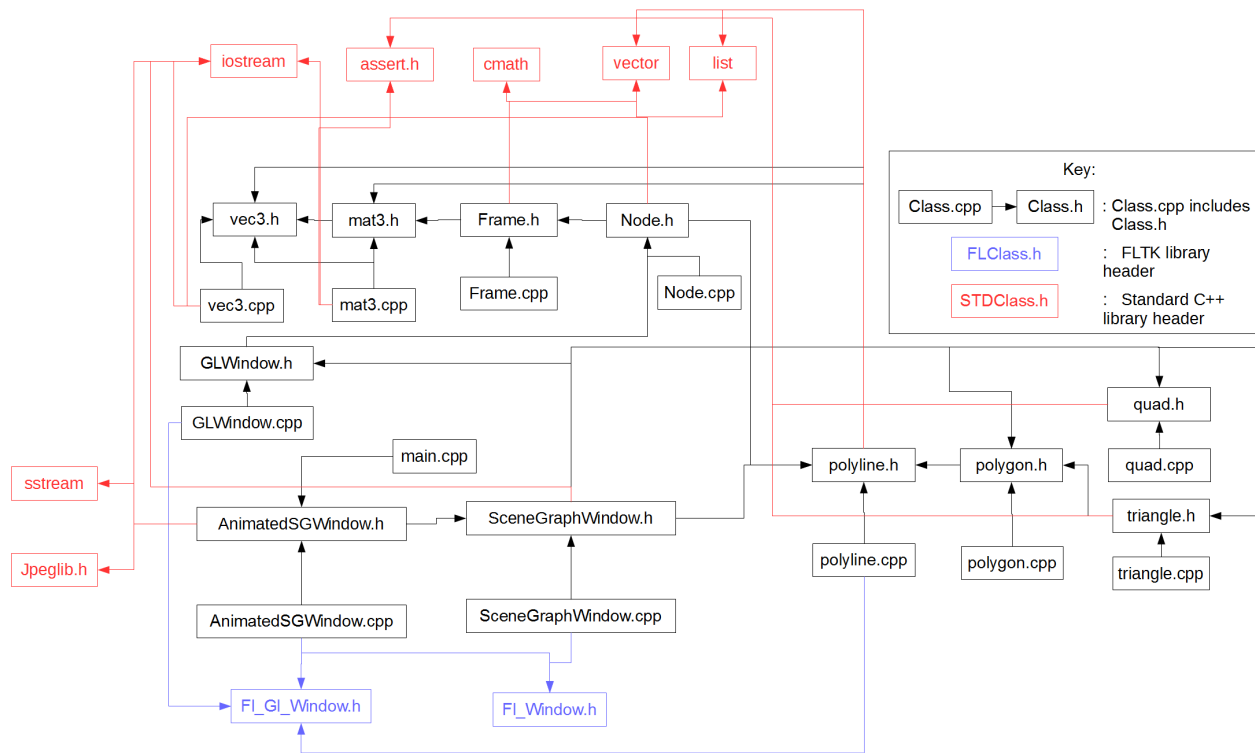 iostream
assert.h
cmath
vector
list
Key:
Class.cpp
Class.h
: Class.cpp includes
Class.h
FLClass.h
: FLTK library
header
STDClass.h
: Standard C++
library header
vec3.h
mat3.h
Frame.h
Node.h
vec3.cpp
mat3.cpp
Frame.cpp
Node.cpp
GLWindow.h
GLWindow.cpp
quad.h
quad.cpp
main.cpp
polyline.h
polygon.h
sstream
AnimatedSGWindow.h
SceneGraphWindow.h
triangle.h
Jpeglib.h
polyline.cpp
polygon.cpp
triangle.cpp
AnimatedSGWindow.cpp
SceneGraphWindow.cpp
Fl_Gl_Window.h
Fl_Window.h